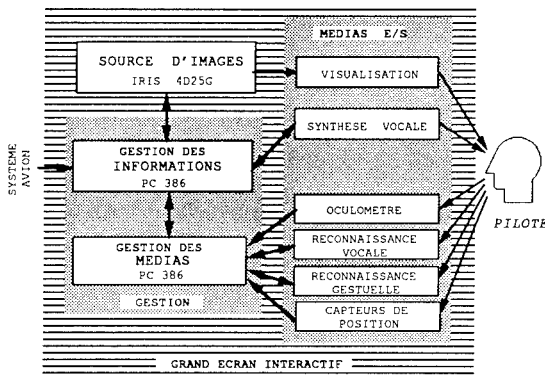 MEDIAS E/S
SOURCE D'IMAGES
IRIS 4D25G
VISUALISATION
SYNTHESE VOCALE
GESTION DES
INFORMATIONS
PC 386
SYSTEME
AVION
PILOTE
OCULOMETRE
RECONNAISSANCE
VOCALE
GESTION DES
MEDIAS
PC 386
RECONNAISSANCE
GESTUELLE
GESTION
CAPTEURS DE
POSITION
GRAND ECRAN INTERACTIF